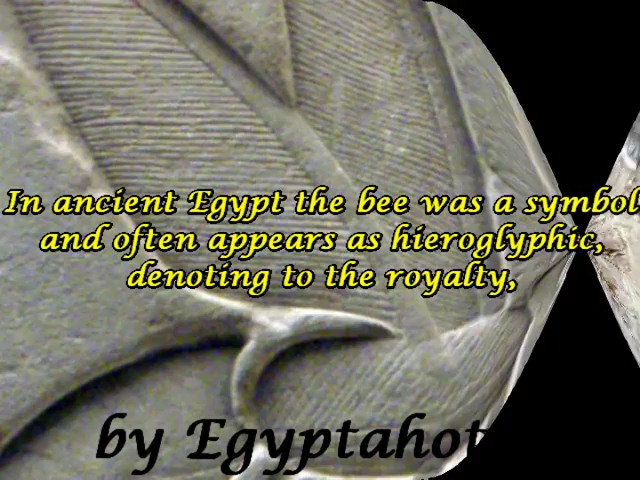 In ancient Egypt the bee was a symbol
and often appears as hieroglyphic,
denoting to the royalty,
by Egyptahot